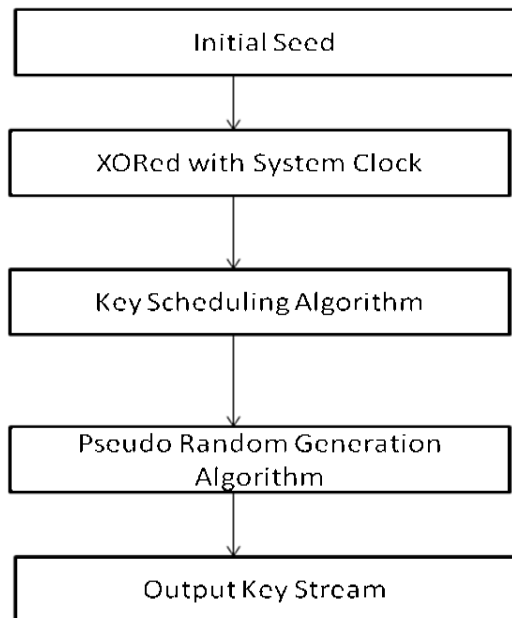 Initial Seed
XORed with System Clock
Key Scheduling Algorithm
Pseudo Random Generation
Algorithm
Output Key Stream